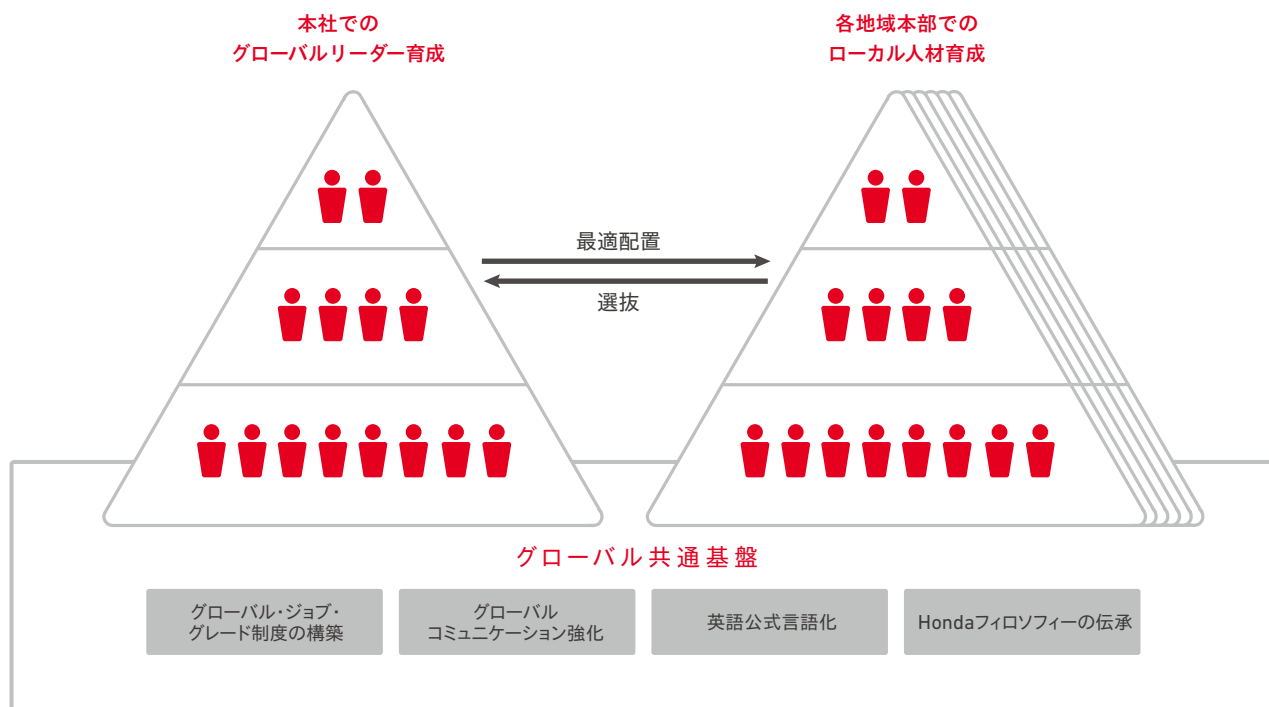 本社での
グローバルリーダー育成
各地域本部での
ローカル人材育成
最適配置
選抜
グローバル共通基盤
グローバル・ジョブ・
グレード制度の構築
グローバル
コミュニケーション強化
英語公式言語化
Hondaフィロソフィーの伝承